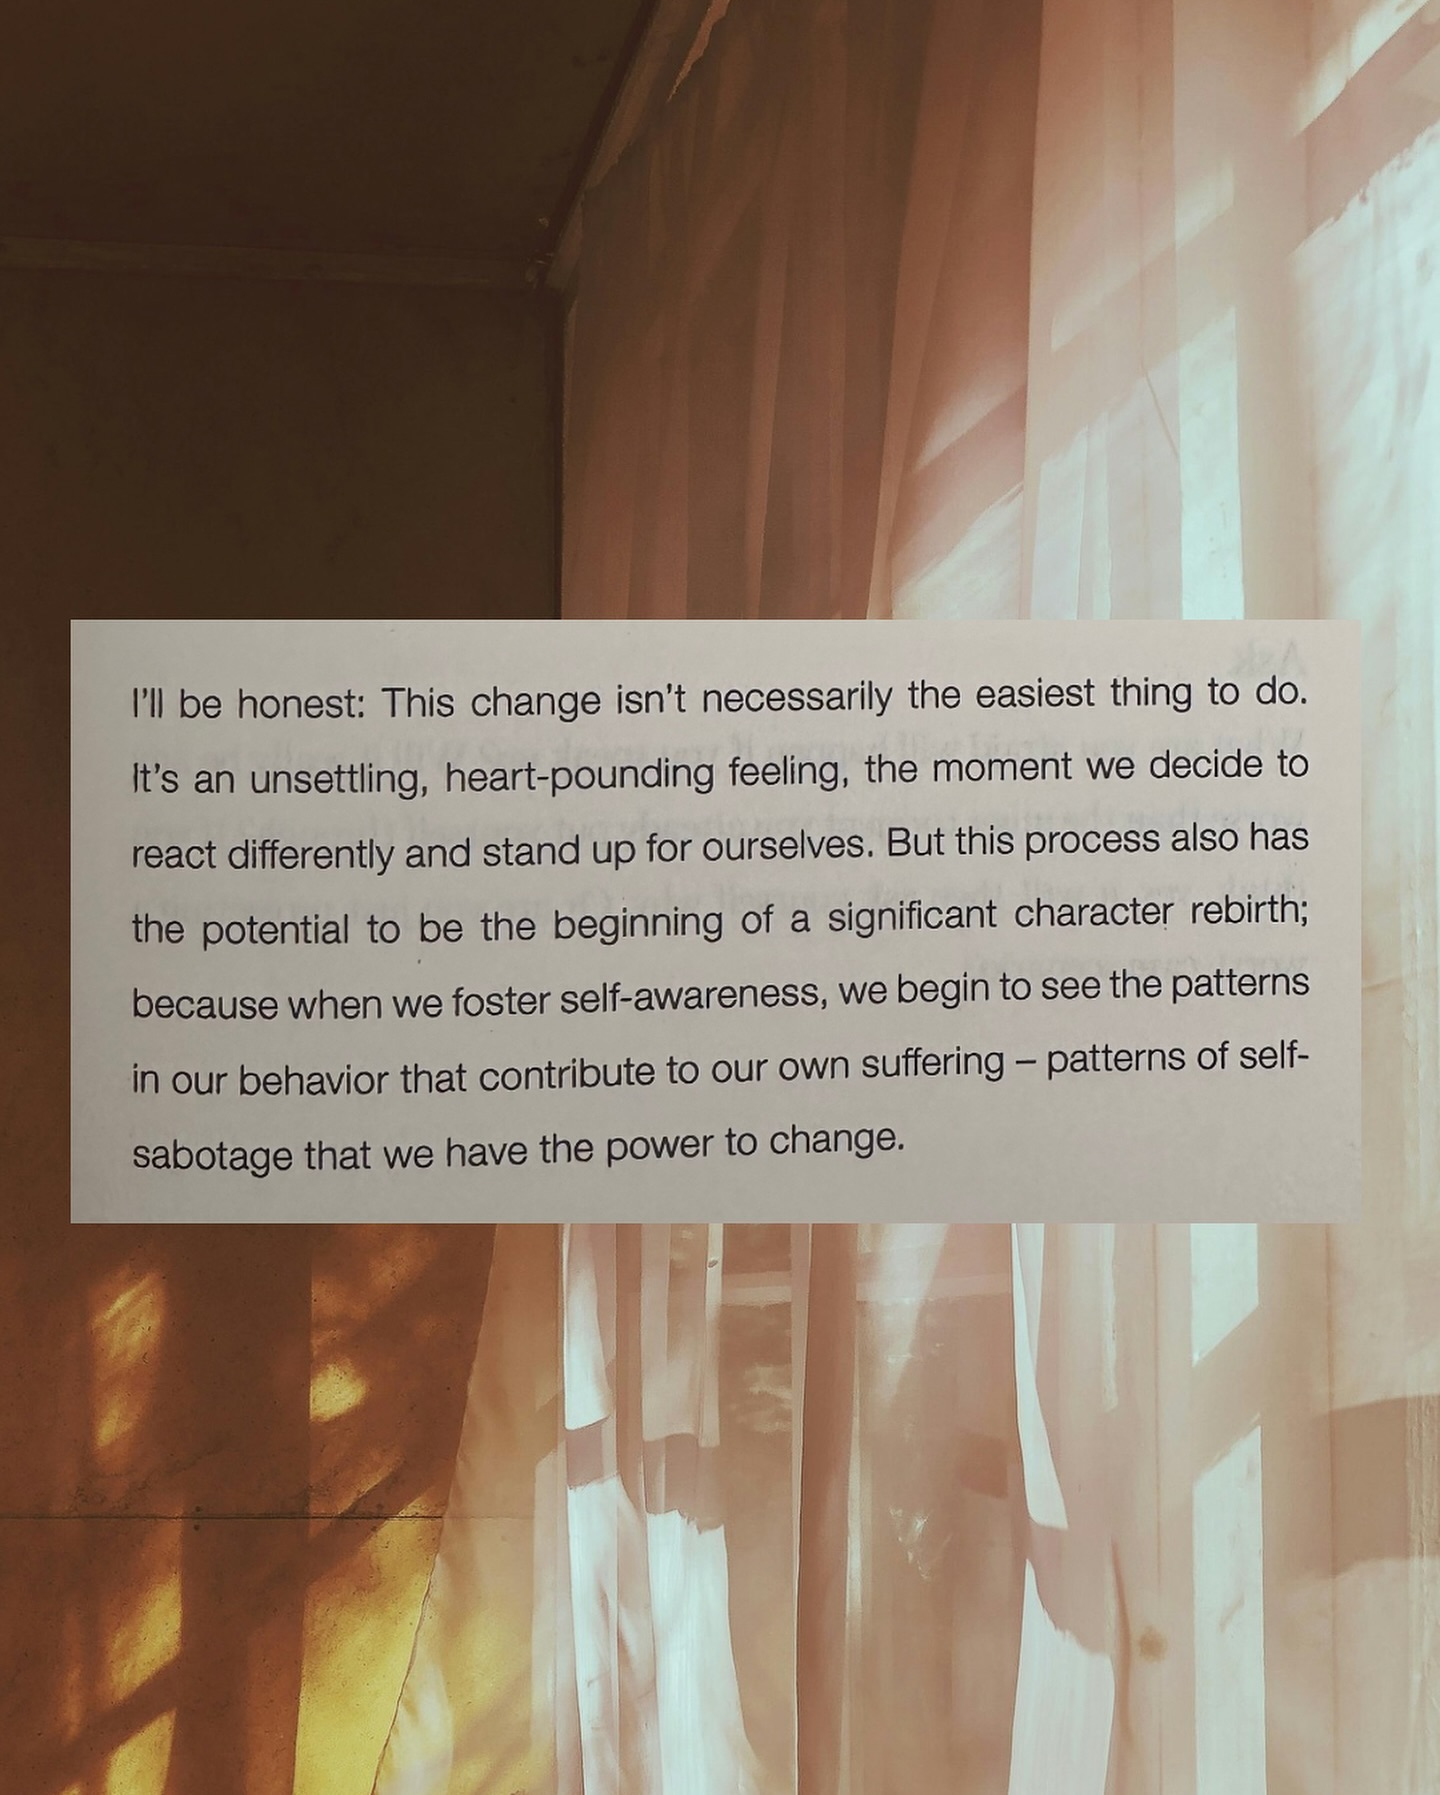 I'll be honest: This change isn't necessarily the easiest thing to do.
It's an unsettling, heart-pounding feeling, the moment we decide to
react differently and stand up for ourselves. But this process also has
the potential to be the beginning of a significant character rebirth;
because when we foster self-awareness, we begin to see the patterns
in our behavior that contribute to our own suffering – patterns of self-
sabotage that we have the power to change.